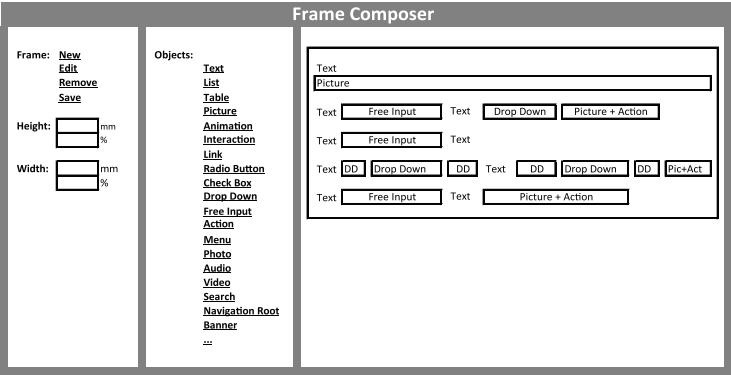 Frame Composer
Frame: New
Edit
Remove
Save
Height: mm
%
Width: mm
%
Objects:
Text
List
Table
Picture
Animation
Interaction
Link
Radio Button
Check Box
Drop Down
Free Input
Action
Menu
Photo
Audio
Video
Search
Navigation Root
Banner
...
Text
Picture
Text Free Input Text Drop Down Picture + Action
Text Free Input Text
Text DD Drop Down DD Text DD Drop Down DD Pic+Act
Text Free Input Text Picture + Action